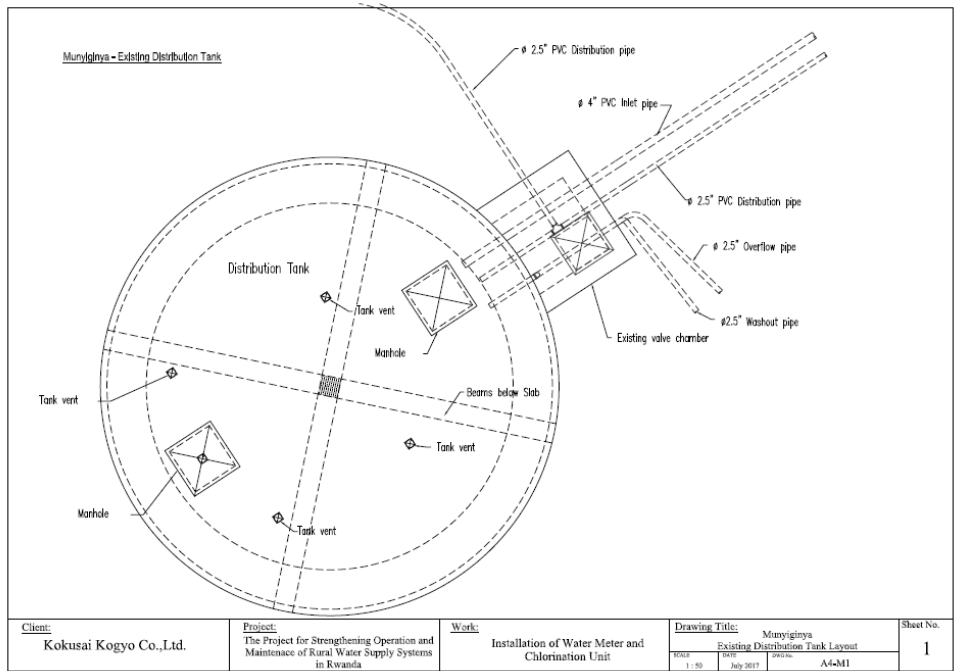 Munyiginya - Existing Distribution Tank
ϕ 2.5" PVC Distribution pipe
ϕ 4" PVC Inlet pipe
ϕ 2.5" PVC Distribution pipe
ϕ 2.5" Overflow pipe
ϕ2.5" Washout pipe
Existing valve chamber
Distribution Tank
Tank vent
Manhole
Tank vent
Beams below Slab
Tank vent
Manhole
Tank vent
Client:
Kokusai Kogyo Co.,Ltd.
Project:
The Project for Strengthening Operation and
Maintenace of Rural Water Supply Systems
in Rwanda
Work:
Installation of Water Meter and
Chlorination Unit
Drawing Title:
Munyiginya
Existing Distribution Tank Layout
SCALE
1 : 50
DATE
July 2017
DWG No.
A4-M1
Sheet No.
1